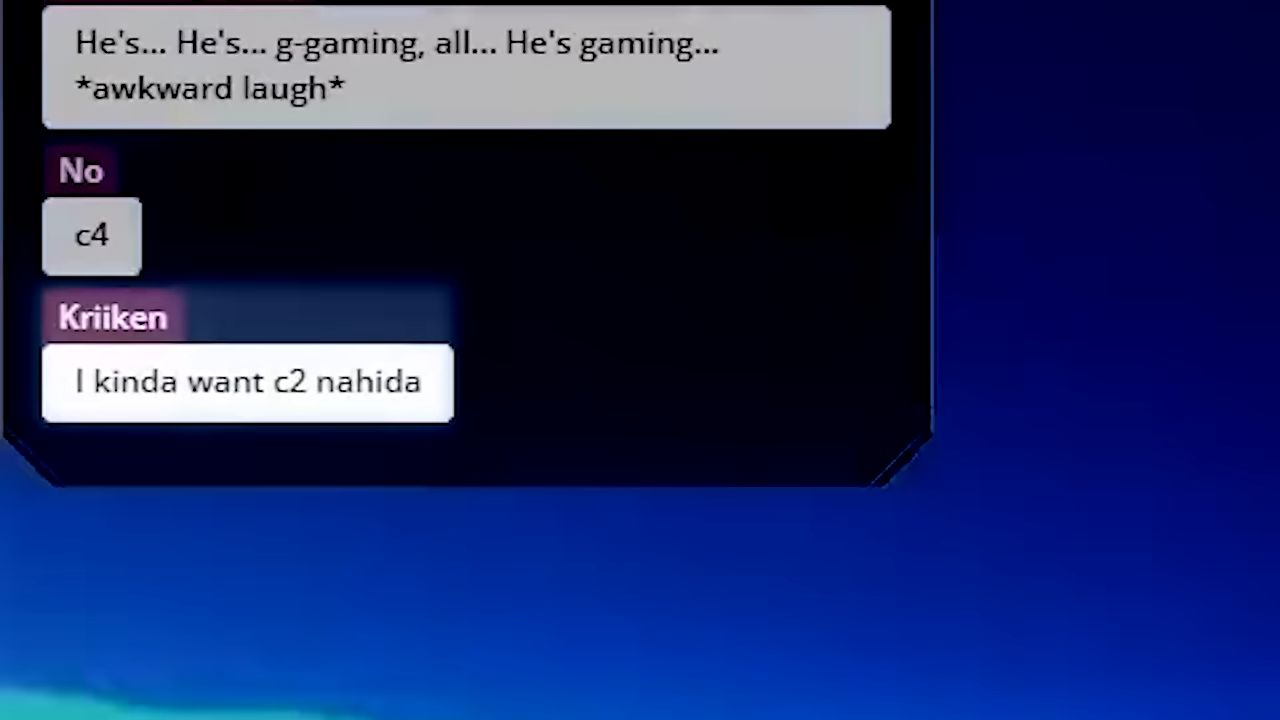 He's... He's... g-gaming, all... He's gaming...
*awkward laugh*
No
c4
Kriiken
I kinda want c2 nahida